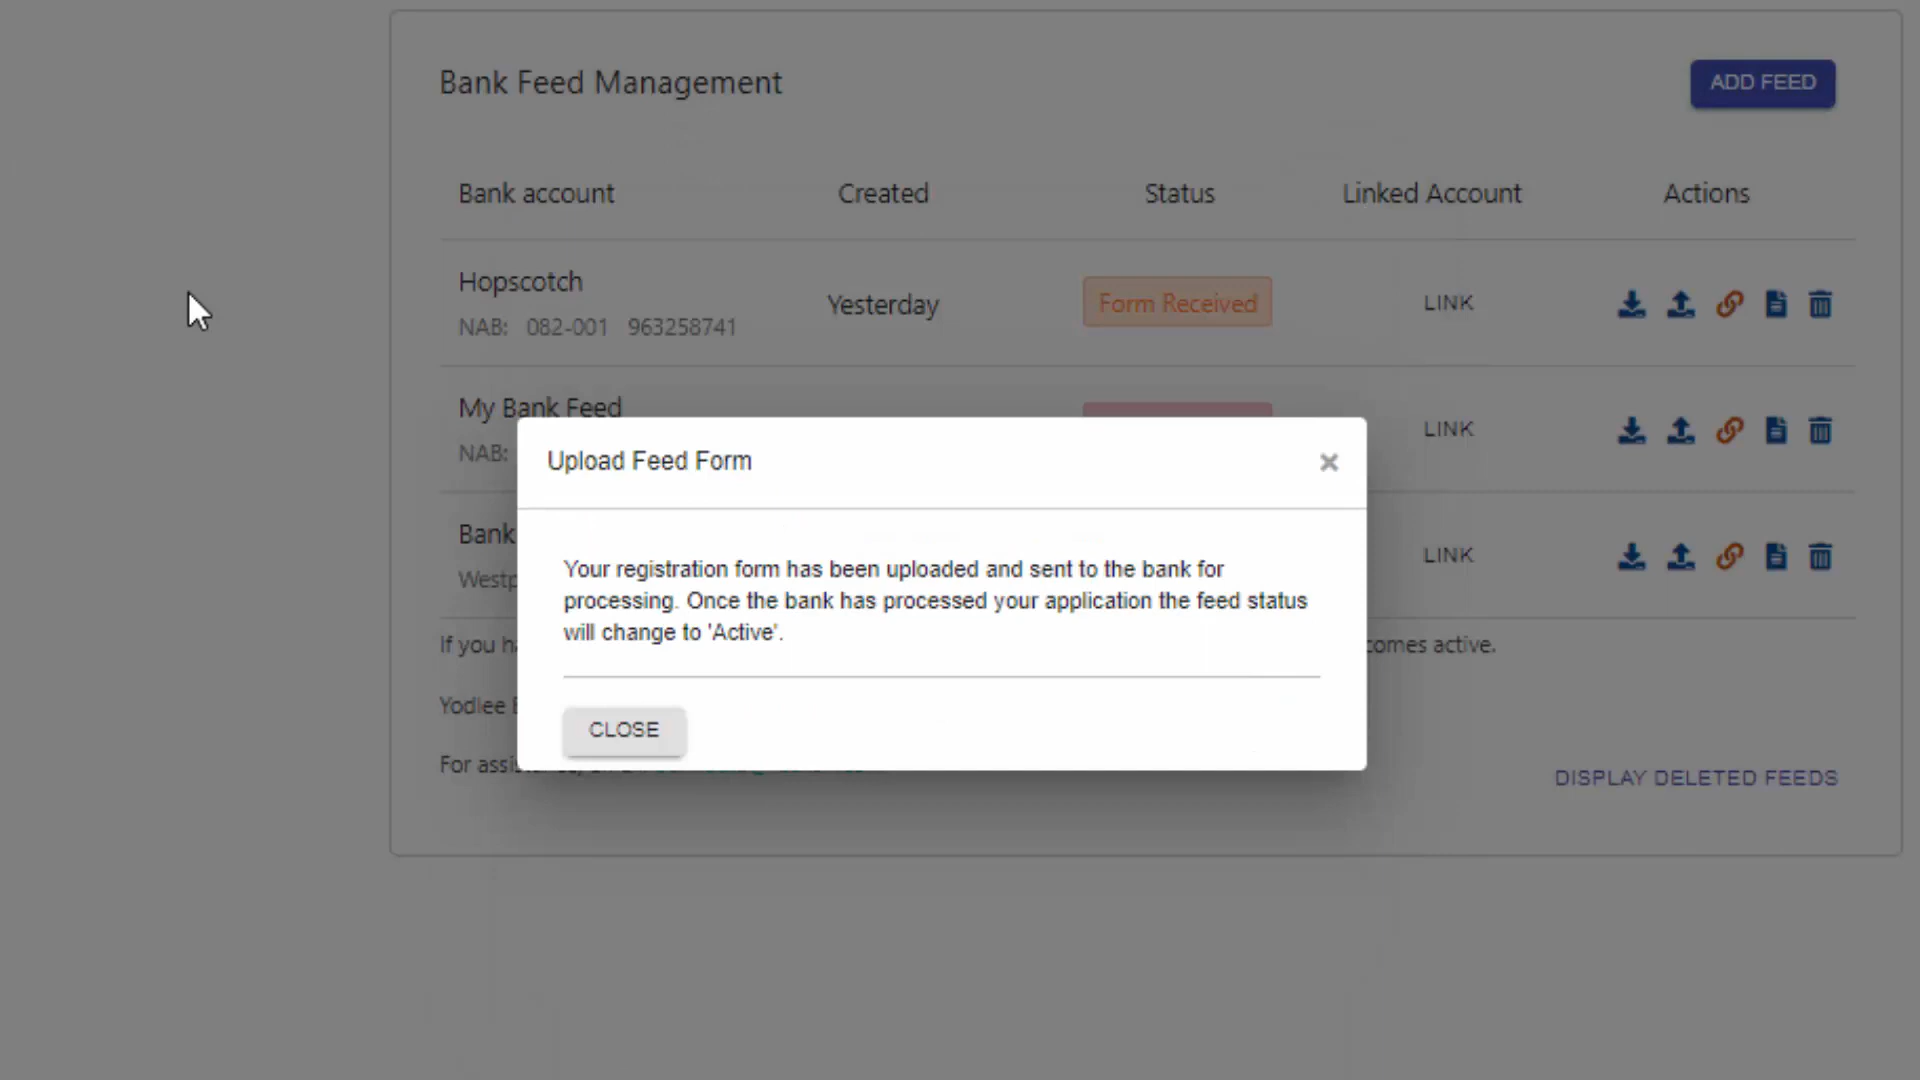 Bank Feed Management
ADD FEED
Bank account Created Status Linked Account Actions
Hopscotch
NAB: 082-001 963258741 Yesterday Form Received LINK
My Bank Feed
NAB: LINK
Upload Feed Form
Bank LINK
Westp
Your registration form has been uploaded and sent to the bank for
processing. Once the bank has processed your application the feed status
will change to 'Active'.
If you ha comes active.
Yodlee
CLOSE
For assis
DISPLAY DELETED FEEDS